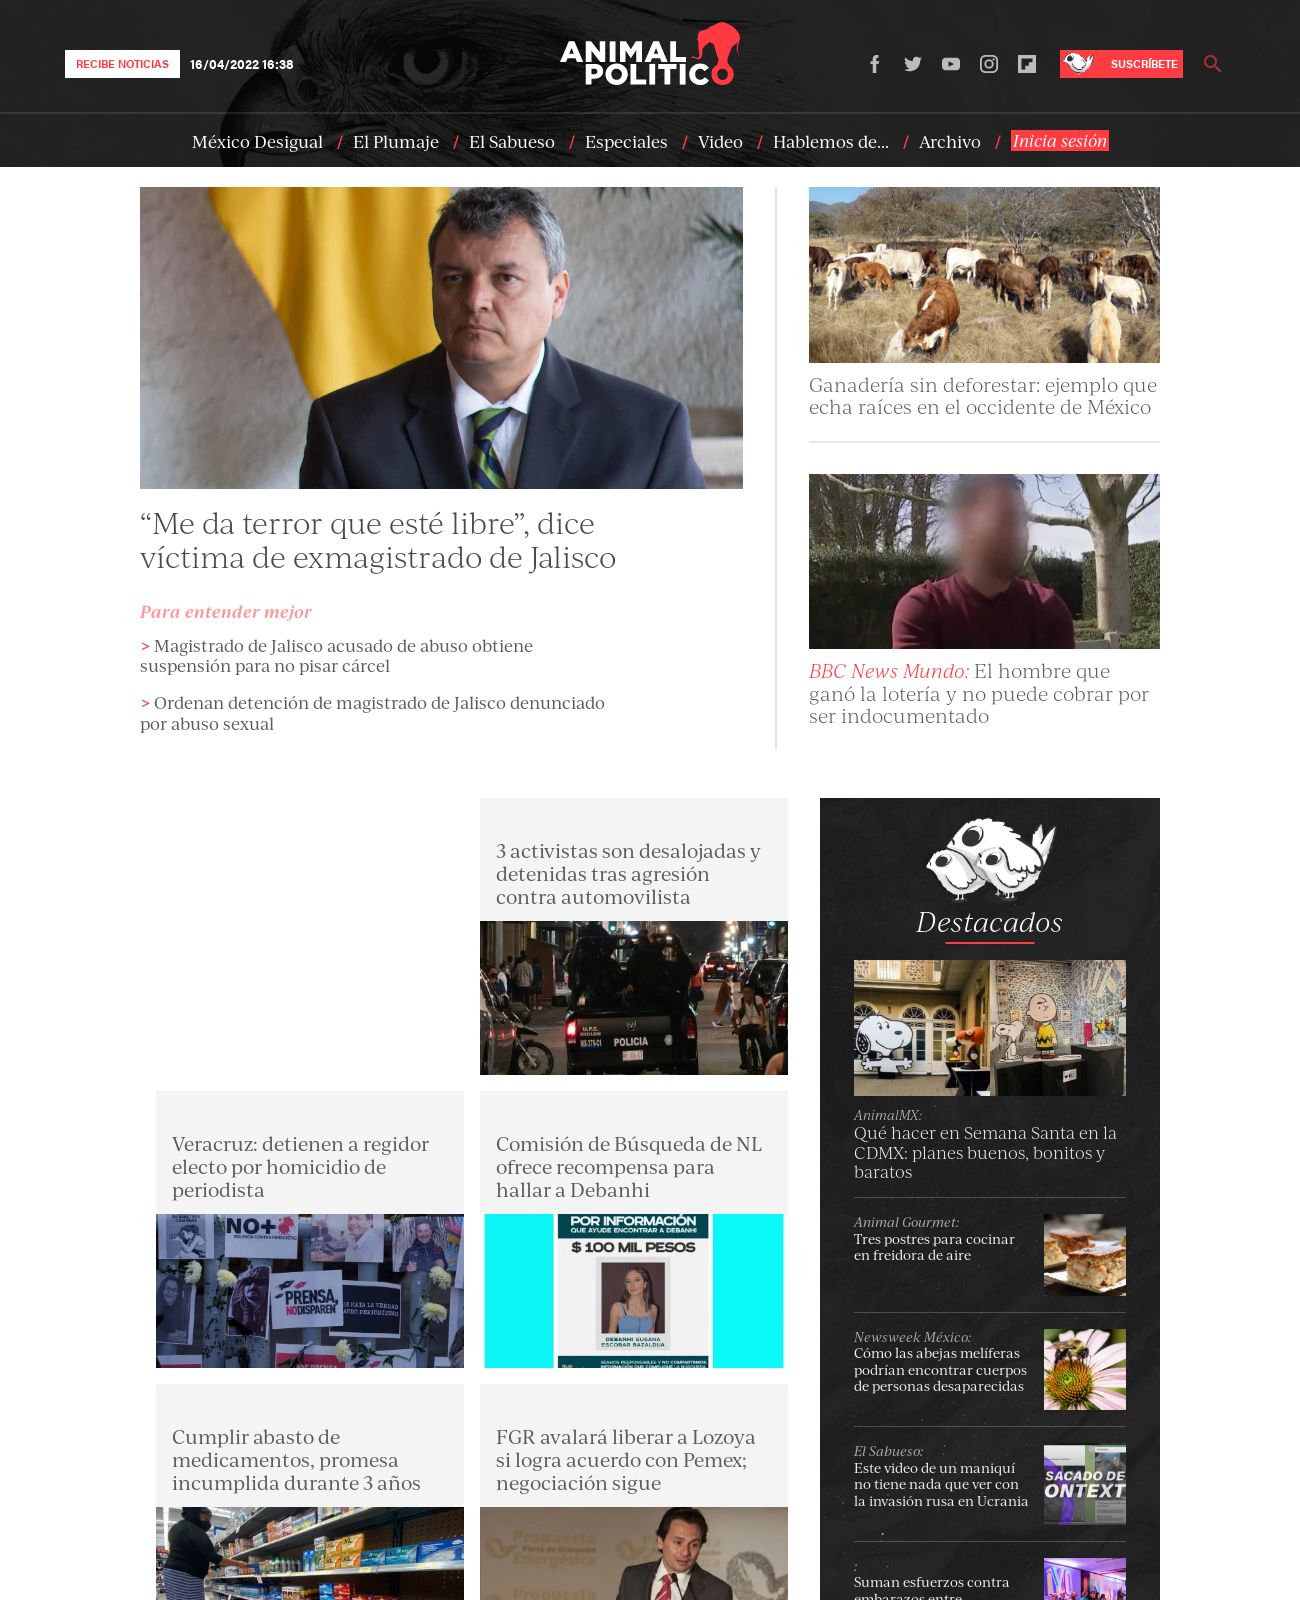 RECIBE NOTICIAS
16/04/2022 16:38
ANIMAL
POLITICO
SUSCRÍBETE
México Desigual / El Plumaje / El Sabueso / Especiales / Video / Hablemos de... / Archivo / Inicia sesión
“Me da terror que esté libre”, dice
víctima de exmagistrado de Jalisco
Para entender mejor
> Magistrado de Jalisco acusado de abuso obtiene
suspensión para no pisar cárcel
> Ordenan detención de magistrado de Jalisco denunciado
por abuso sexual
Ganadería sin deforestar: ejemplo que
echa raíces en el occidente de México
BBC News Mundo: El hombre que
ganó la lotería y no puede cobrar por
ser indocumentado
3 activistas son desalojadas y
detenidas tras agresión
contra automovilista
POLICIA
Veracruz: detienen a regidor
electo por homicidio de
periodista
NO+
VIOLENCIA CONTRA PERIODISTAS
PRENSA,
NO DISPAREN
Comisión de Búsqueda de NL
ofrece recompensa para
hallar a Debanhi
POR INFORMACIÓN
QUE AYUDE ENCONTRAR A DEBANHI
$ 100 MIL PESOS
DEBANHI SUSANA
ESCOBAR BAZALDUA
Cumplir abasto de
medicamentos, promesa
incumplida durante 3 años
FGR avalará liberar a Lozoya
si logra acuerdo con Pemex;
negociación sigue
Propuesta
Energética
Destacados
AnimalMX:
Qué hacer en Semana Santa en la
CDMX: planes buenos, bonitos y
baratos
Animal Gourmet:
Tres postres para cocinar
en freidora de aire
Newsweek México:
Cómo las abejas melíferas
podrían encontrar cuerpos
de personas desaparecidas
El Sabueso:
Este video de un maniquí
no tiene nada que ver con
la invasión rusa en Ucrania
SACADO DE
ONTEXT
:
Suman esfuerzos contra
embarazos entre